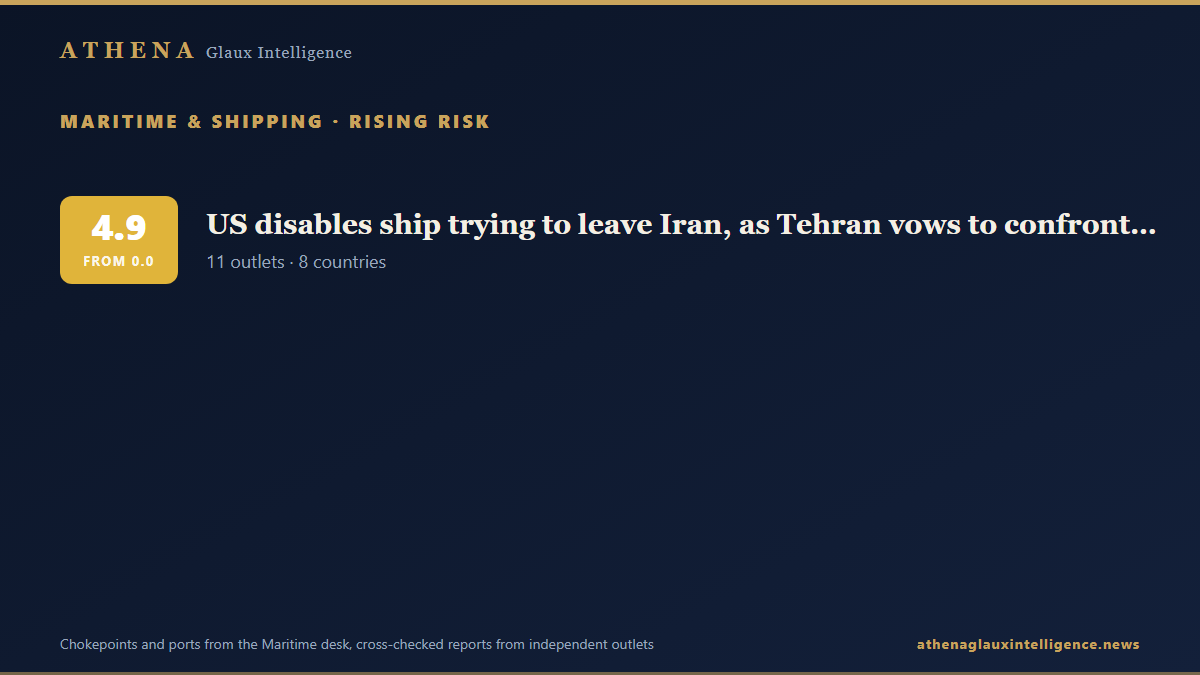 ATHENA Glaux Intelligence
MARITIME & SHIPPING · RISING RISK
4.9
FROM 0.0
US disables ship trying to leave Iran, as Tehran vows to confront...
11 outlets · 8 countries
Chokepoints and ports from the Maritime desk, cross-checked reports from independent outlets
athenaglauxintelligence.news